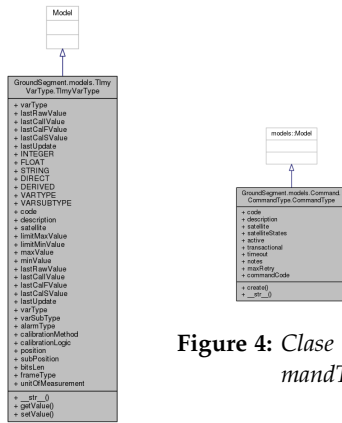 Model
GroundSegment.models.Tlmy
VarType.TlmyVarType
+ varType
+ lastRawValue
+ lastCalIValue
+ lastCalFValue
+ lastCalSValue
+ lastUpdate
+ INTEGER
+ FLOAT
+ STRING
+ DIRECT
+ DERIVED
+ VARTYPE
+ VARSUBTYPE
+ code
+ description
+ satellite
+ limitMaxValue
+ limitMinValue
+ maxValue
+ minValue
+ lastRawValue
+ lastCalIValue
+ lastCalFValue
+ lastCalSValue
+ lastUpdate
+ varType
+ varSubType
+ alarmType
+ calibrationMethod
+ calibrationLogic
+ position
+ subPosition
+ bitsLen
+ frameType
+ unitOfMeasurement
+ __str__()
+ getValue()
+ setValue()
models::Model
GroundSegment.models.Command.
CommandType.CommandType
+ code
+ description
+ satellite
+ satelliteStates
+ active
+ transactional
+ timeout
+ notes
+ maxRetry
+ commandCode
+ create()
+ __str__()
Figure 4: Clase
mandT